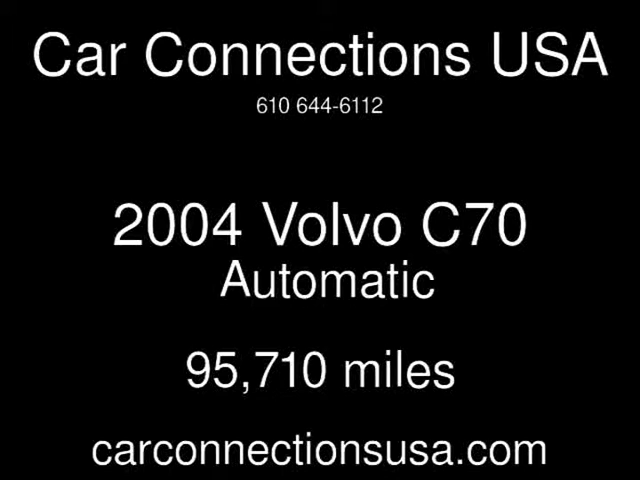 Car Connections USA
610 644-6112
2004 Volvo C70
Automatic
95,710 miles
carconnectionsusa.com